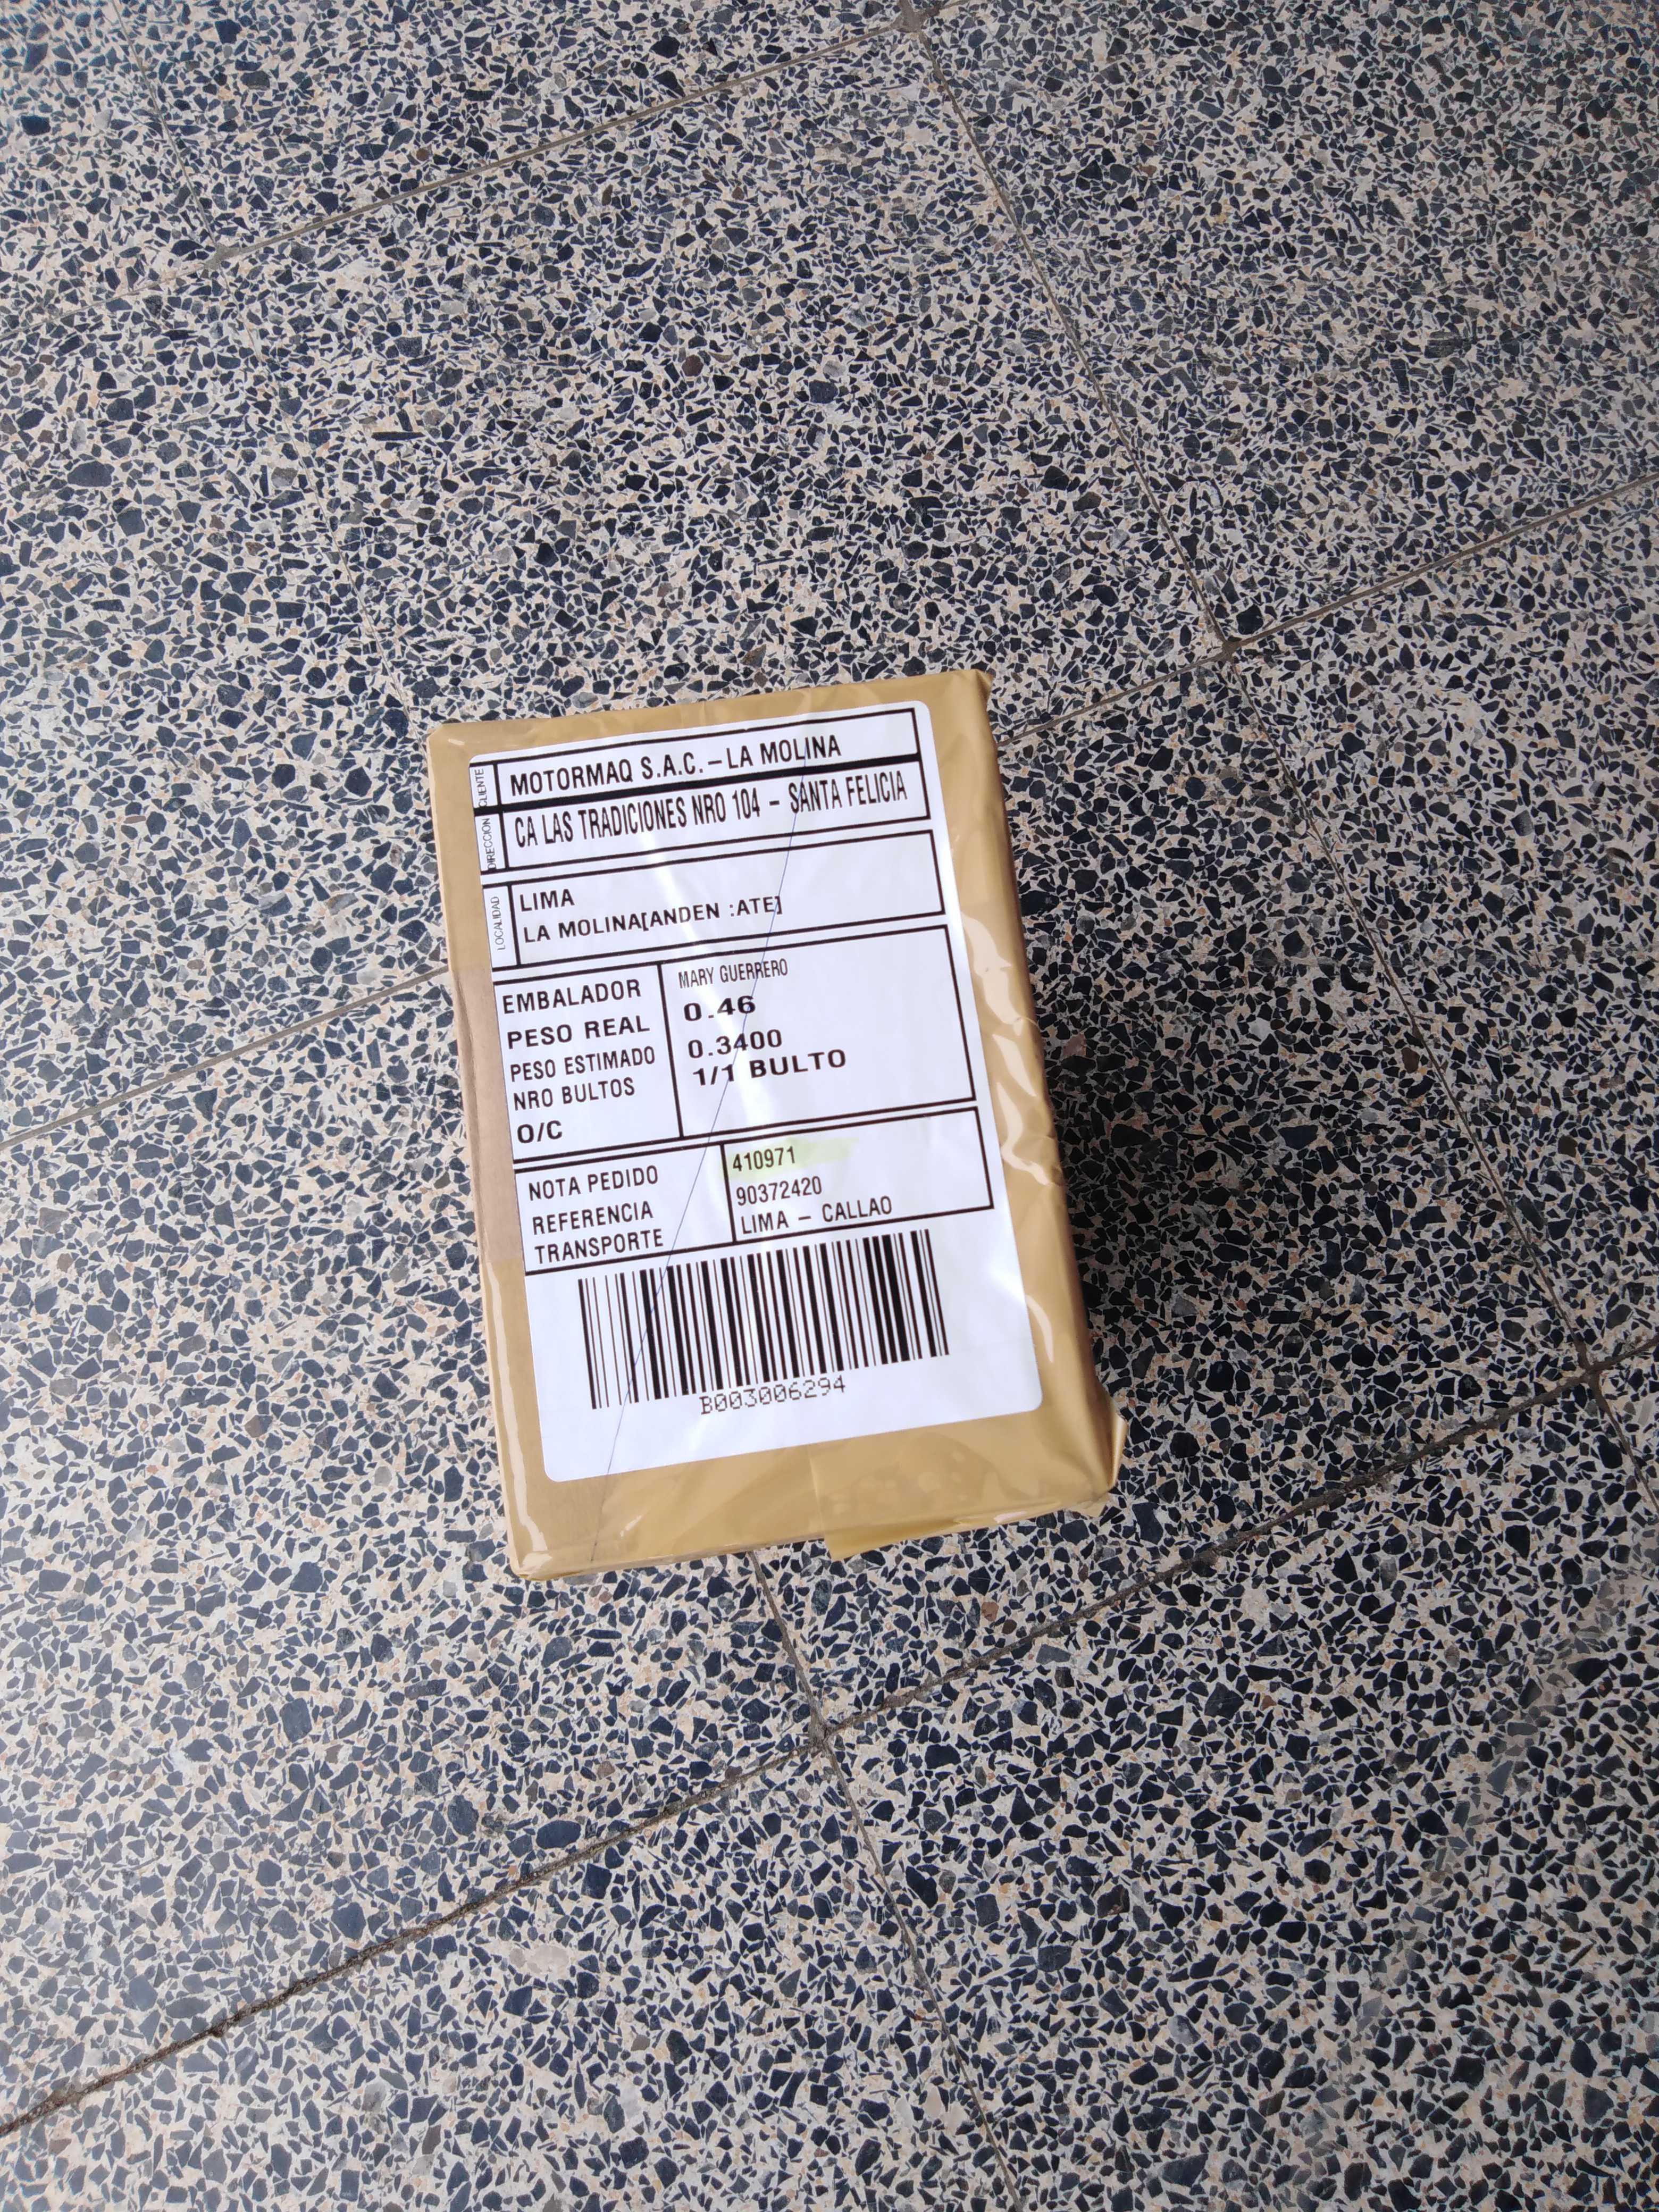 CLIENTE
MOTORMAQ S.A.C. – LA MOLINA
DIRECCION
CA LAS TRADICIONES NRO 104 – SANTA FELICIA
LOCALIDAD
LIMA
LA MOLINA[ANDEN :ATE]
EMBALADOR MARY GUERRERO
PESO REAL 0.46
PESO ESTIMADO 0.3400
NRO BULTOS 1/1 BULTO
O/C
NOTA PEDIDO 410971
REFERENCIA 90372420
TRANSPORTE LIMA – CALLAO
B003006294